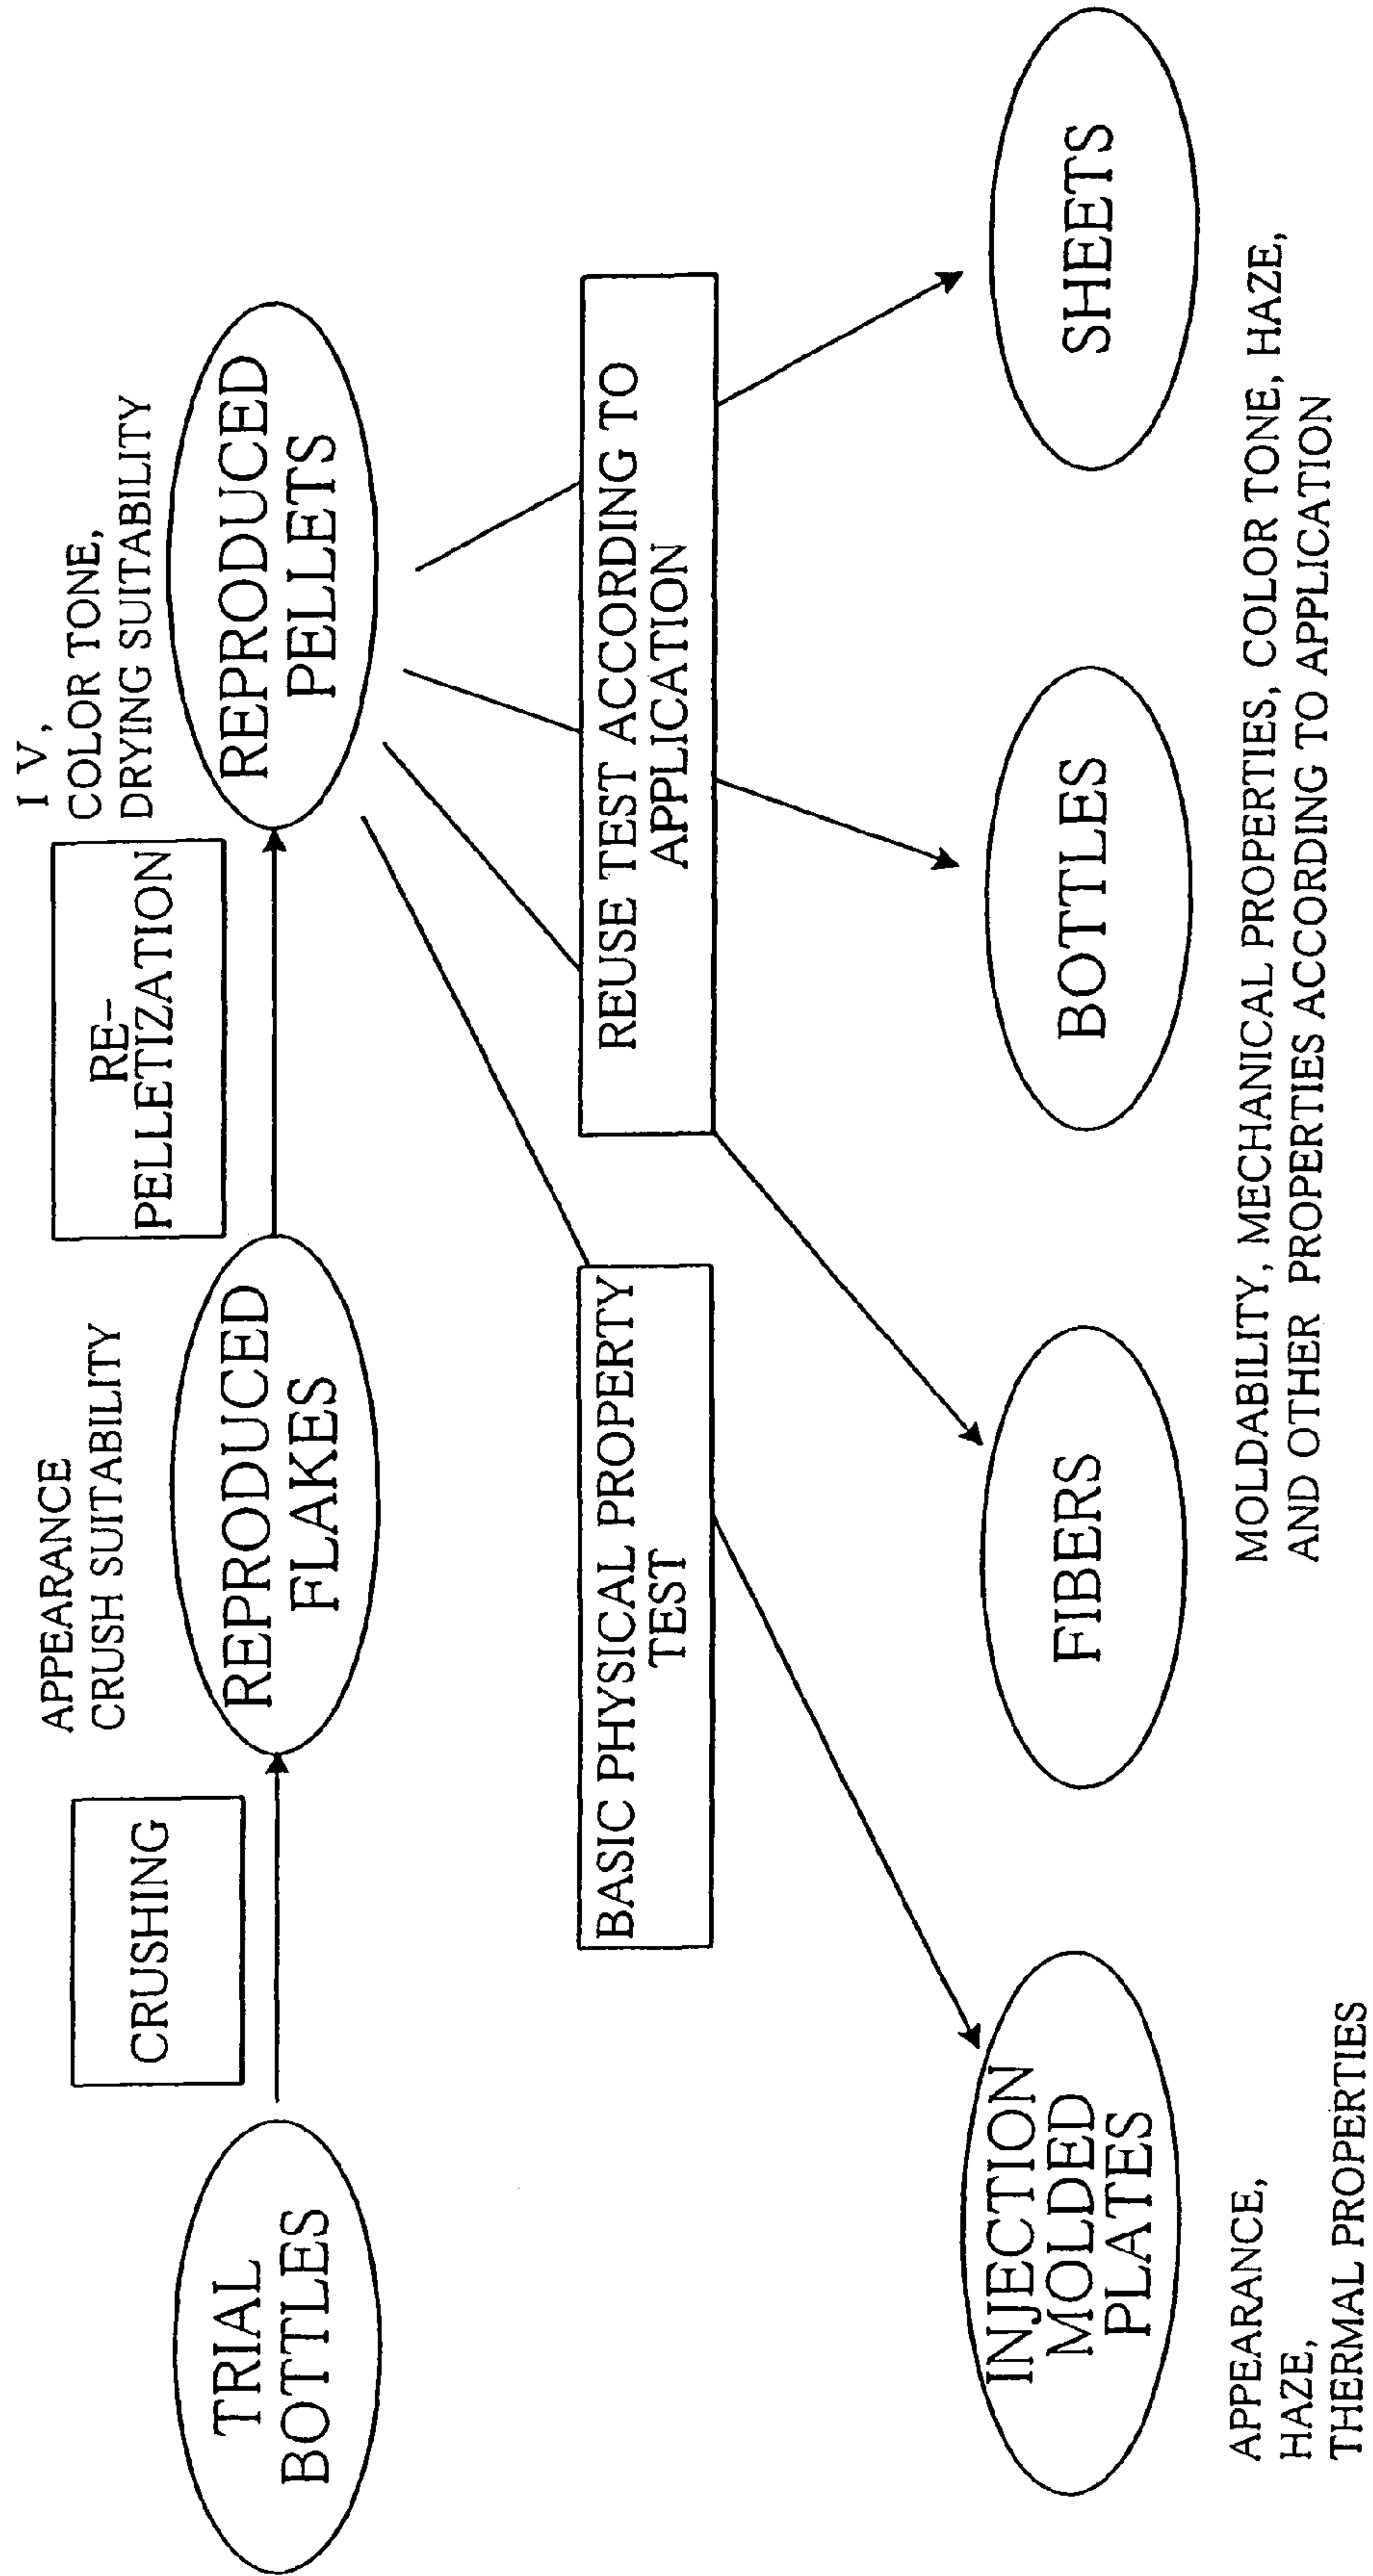 CRUSHING
APPEARANCE
CRUSH SUITABILITY
RE-
PELLETIZATION
I V,
COLOR TONE,
DRYING SUITABILITY
TRIAL
BOTTLES
REPRODUCED
FLAKES
REPRODUCED
PELLETS
BASIC PHYSICAL PROPERTY
TEST
REUSE TEST ACCORDING TO
APPLICATION
INJECTION
MOLDED
PLATES
FIBERS
BOTTLES
SHEETS
APPEARANCE,
HAZE,
THERMAL PROPERTIES
MOLDABILITY, MECHANICAL PROPERTIES, COLOR TONE, HAZE,
AND OTHER PROPERTIES ACCORDING TO APPLICATION